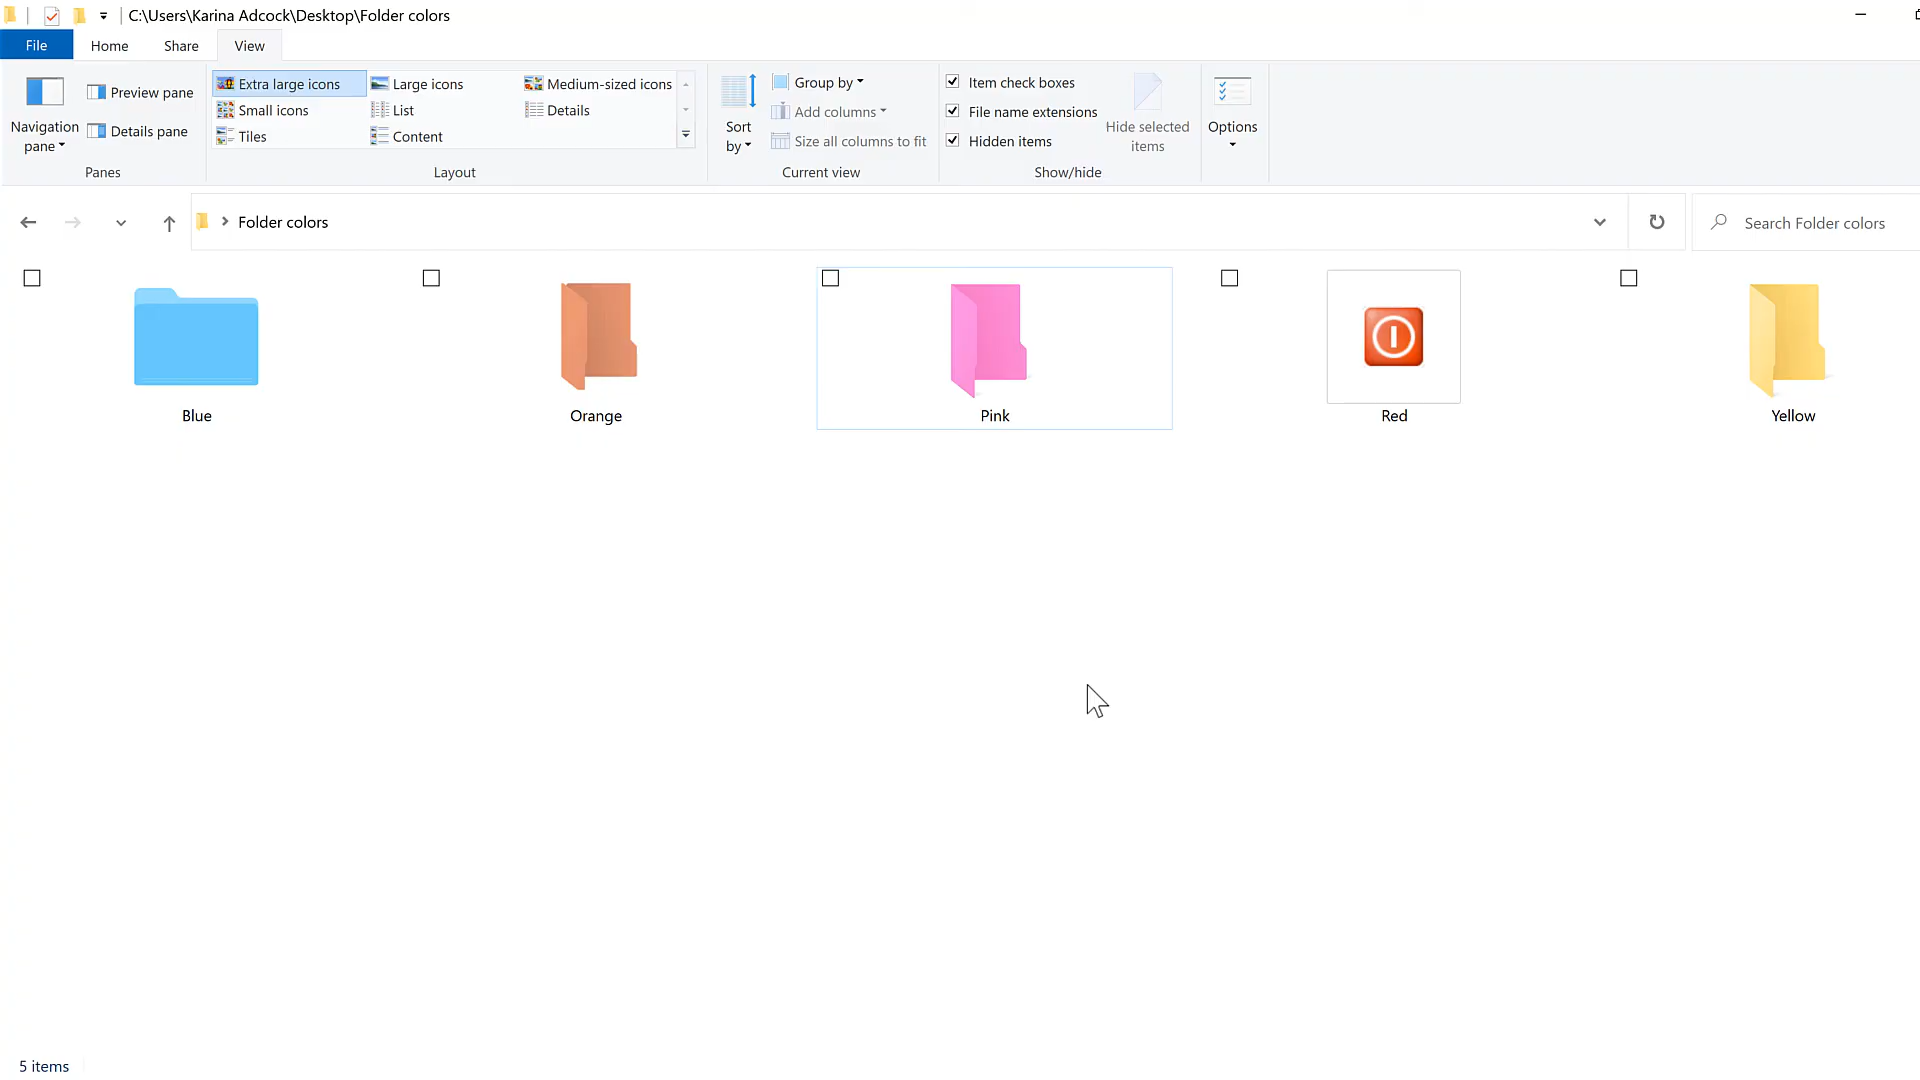 C:\Users\Karina Adcock\Desktop\Folder colors
File Home Share View
Navigation pane
Preview pane
Details pane
Panes
Extra large icons Large icons Medium-sized icons
Small icons List Details
Tiles Content
Layout
Sort by
Group by
Add columns
Size all columns to fit
Current view
Item check boxes
File name extensions
Hidden items
Hide selected items
Show/hide
Options
Folder colors
Search Folder colors
Blue Orange Pink Red Yellow
5 items